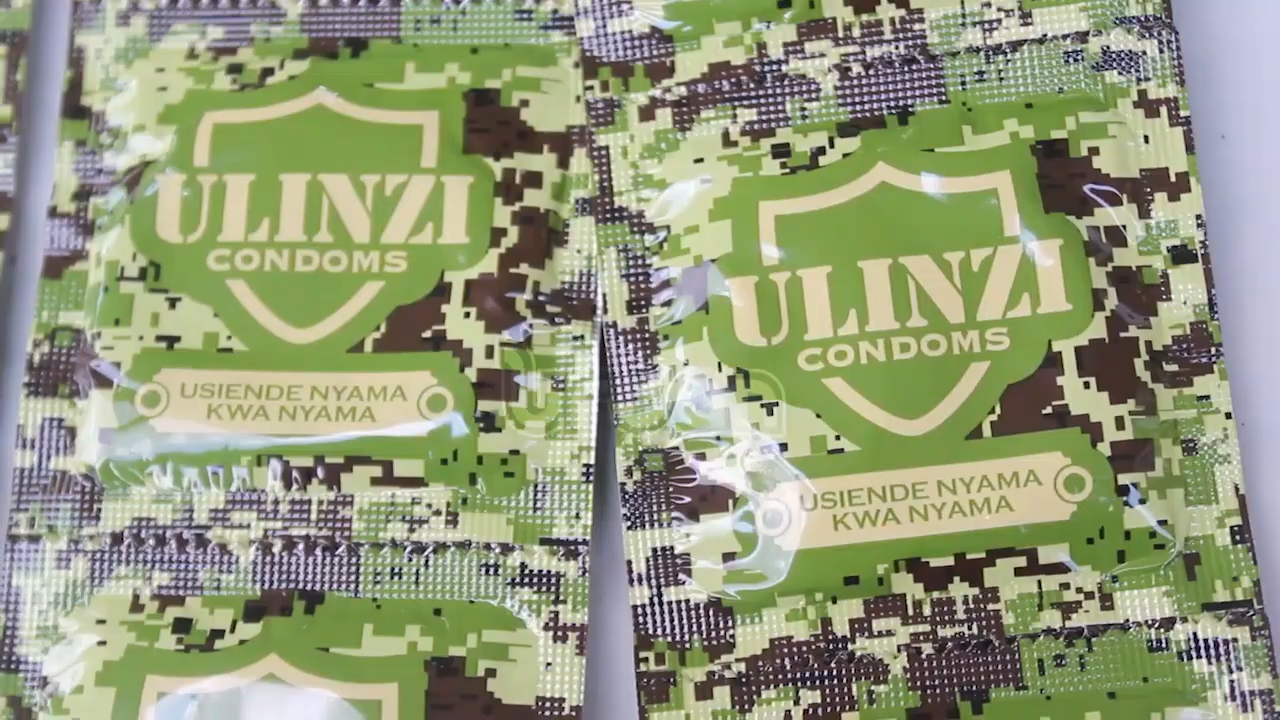 ULINZI
CONDOMS
USIENDE NYAMA
KWA NYAMA
ULINZI
CONDOMS
USIENDE NYAMA
KWA NYAMA